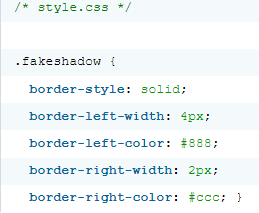 /* style.css */
.fakeshadow {
border-style: solid;
border-left-width: 4px;
border-left-color: #888;
border-right-width: 2px;
border-right-color: #ccc; }